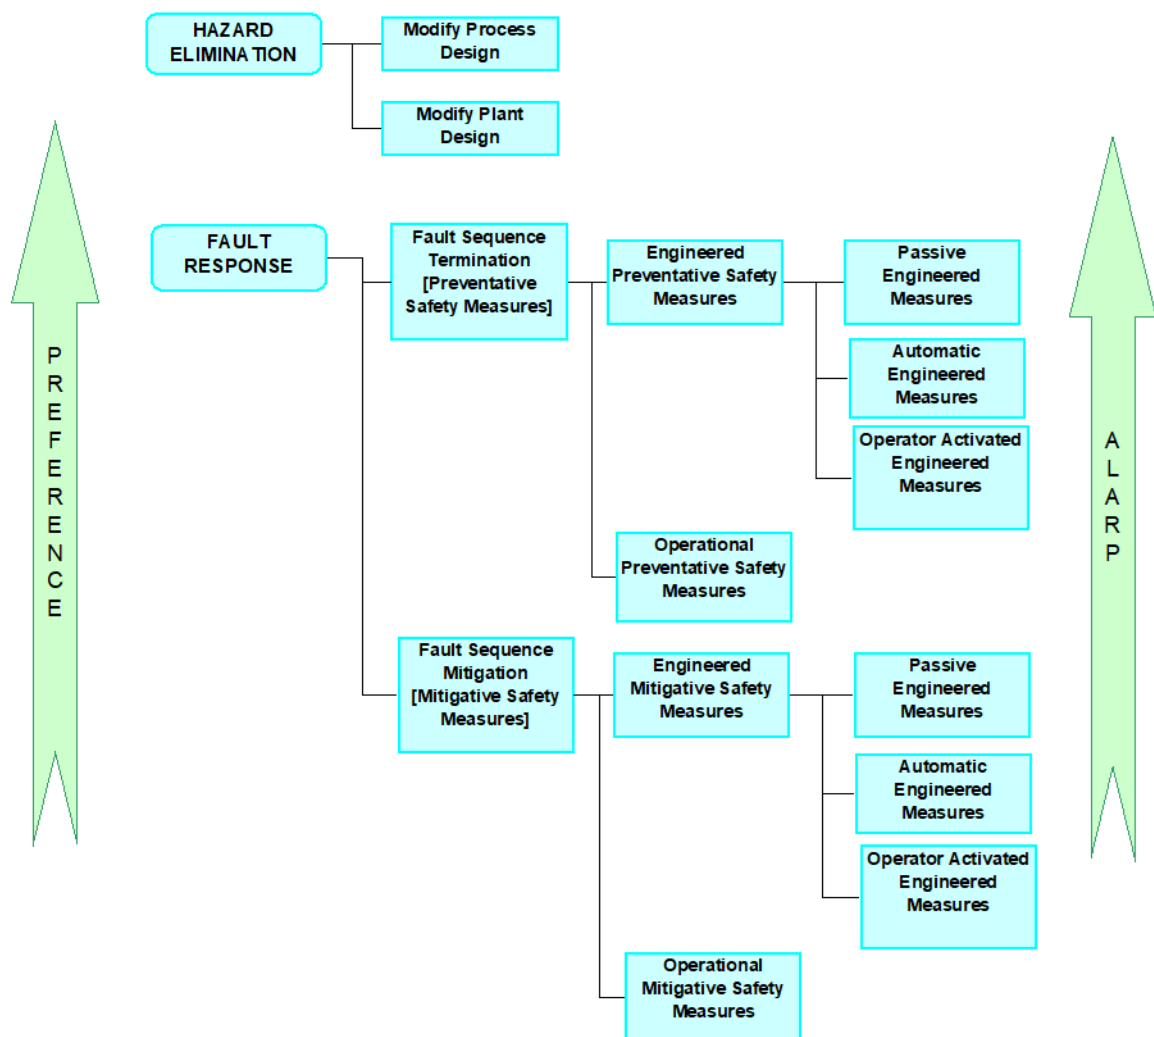 HAZARD
ELIMINATION
Modify Process
Design
Modify Plant
Design
PREFERENCE
FAULT
RESPONSE
Fault Sequence
Termination
[Preventative
Safety Measures]
Engineered
Preventative Safety
Measures
Passive
Engineered
Measures
Automatic
Engineered
Measures
Operator Activated
Engineered
Measures
Operational
Preventative Safety
Measures
Fault Sequence
Mitigation
[Mitigative Safety
Measures]
Engineered
Mitigative Safety
Measures
Passive
Engineered
Measures
Automatic
Engineered
Measures
Operator Activated
Engineered
Measures
Operational
Mitigative Safety
Measures
ALARP